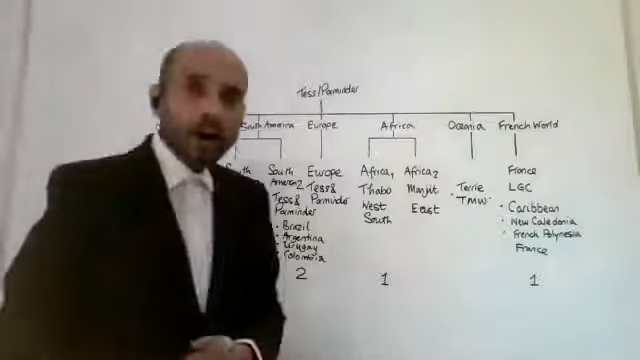 Tess/Parminder
South America
Europe
Africa
Oceania
French World
South
South America 2
Tess &
Parminder
• Brazil
• Argentina
• Uruguay
• Colombia
2
Europe
Tess &
Parminder
Africa 1
Thabo
West
South
1
Africa 2
Manjit
East
Terrie
"TMW"
France
LGC
• Caribbean
• New Caledonia
• French Polynesia
France
1